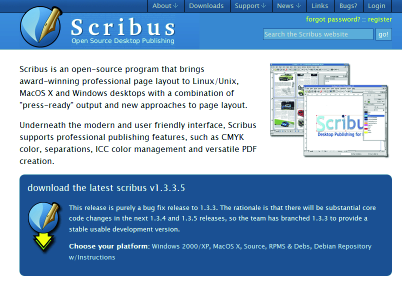 About Downloads Support News Links Bugs? Login
Scribus
Open Source Desktop Publishing
forgot password? :: register
Search the Scribus website go!
Scribus is an open-source program that brings
award-winning professional page layout to Linux/Unix,
MacOS X and Windows desktops with a combination of
"press-ready" output and new approaches to page layout.
Underneath the modern and user friendly interface, Scribus
supports professional publishing features, such as CMYK
color, separations, ICC color management and versatile PDF
creation.
Scribu
Desktop Publishing for
download the latest scribus v1.3.3.5
This release is purely a bug fix release to 1.3.3. The rationale is that there will be substantial core
code changes in the next 1.3.4 and 1.3.5 releases, so the team has branched 1.3.3 to provide a
stable usable development version.
Choose your platform: Windows 2000/XP, MacOS X, Source, RPMS & Debs, Debian Repository
w/Instructions